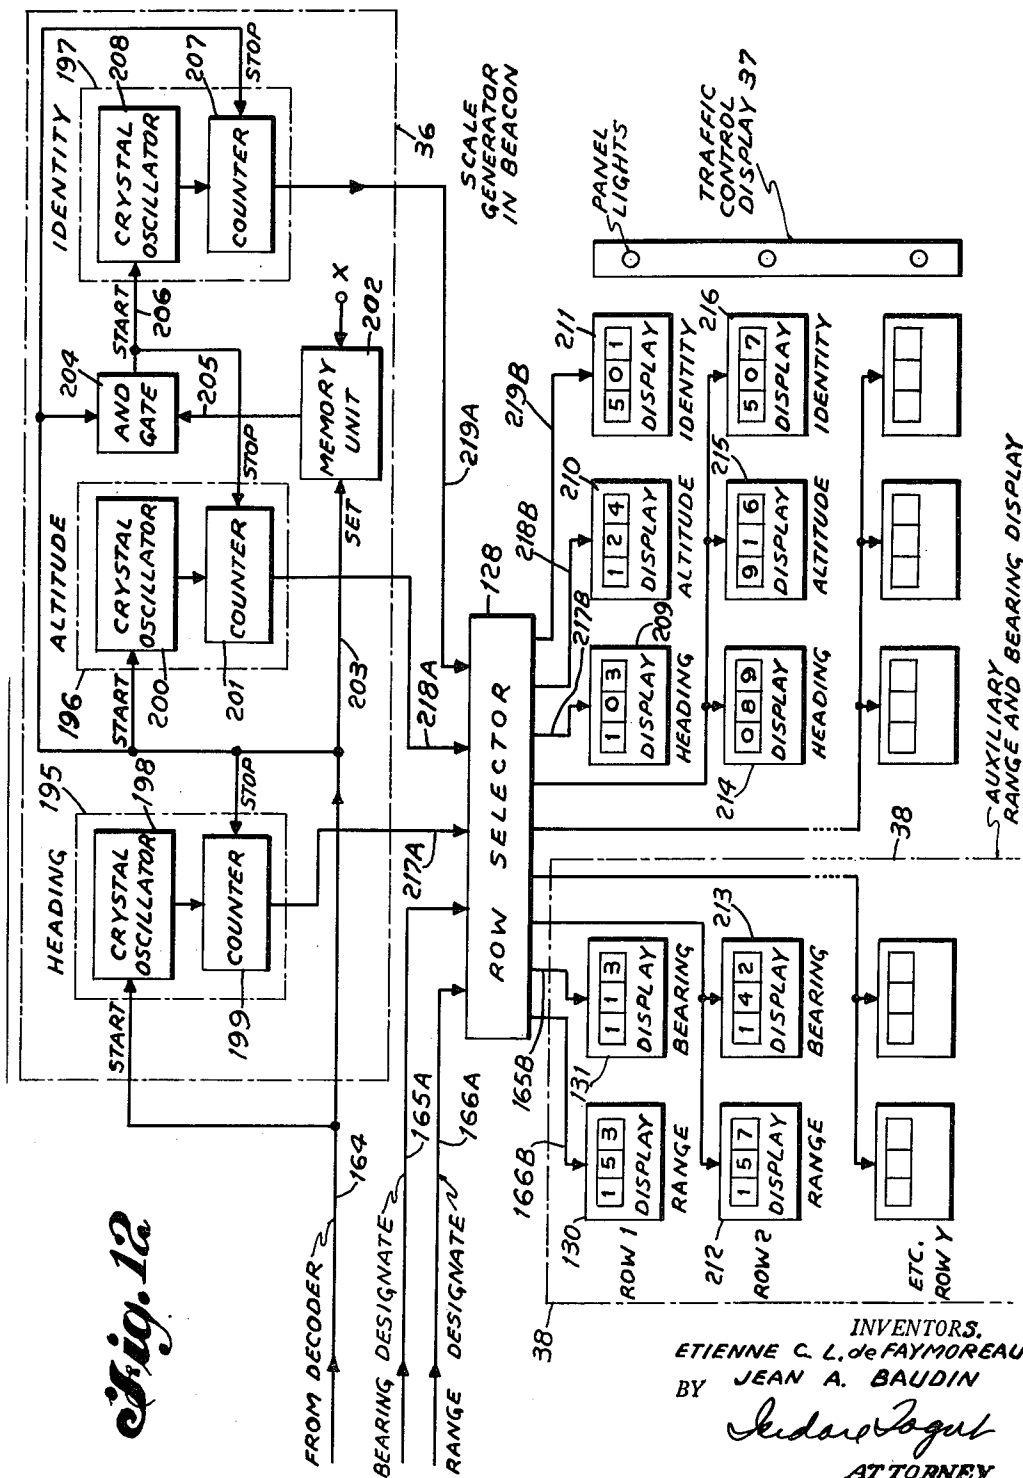 Fig. 12
HEADING
195
START
CRYSTAL
OSCILLATOR
198
COUNTER
199
STOP
ALTITUDE
196
START
CRYSTAL
OSCILLATOR
200
COUNTER
201
STOP
AND
GATE
204
205
START
206
IDENTITY
197
CRYSTAL
OSCILLATOR
208
COUNTER
207
STOP
36
MEMORY
UNIT
202
X
SET
203
SCALE
GENERATOR
IN BEACON
FROM DECODER
164
BEARING DESIGNATE
165A
RANGE DESIGNATE
166A
217A
218A
219A
ROW SELECTOR
128
166B
165B
217B
218B
219B
ROW 1
130
1 5 3
DISPLAY
RANGE
131
1 1 3
DISPLAY
BEARING
209
1 0 3
DISPLAY
HEADING
210
1 2 4
DISPLAY
ALTITUDE
211
5 0 1
DISPLAY
IDENTITY
ROW 2
212
1 5 7
DISPLAY
RANGE
213
1 4 2
DISPLAY
BEARING
214
0 8 9
DISPLAY
HEADING
215
9 1 6
DISPLAY
ALTITUDE
216
5 0 7
DISPLAY
IDENTITY
ETC.
ROW Y
38
38
AUXILIARY
RANGE AND BEARING DISPLAY
PANEL
LIGHTS
TRAFFIC
CONTROL
DISPLAY 37
INVENTORS.
ETIENNE C. L. de FAYMOREAU
BY JEAN A. BAUDIN
ATTORNEY